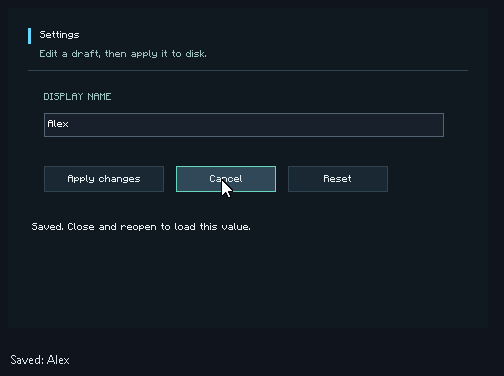 Settings
Edit a draft, then apply it to disk.
DISPLAY NAME
Alex
Apply changes
Cancel
Reset
Saved. Close and reopen to load this value.
Saved: Alex